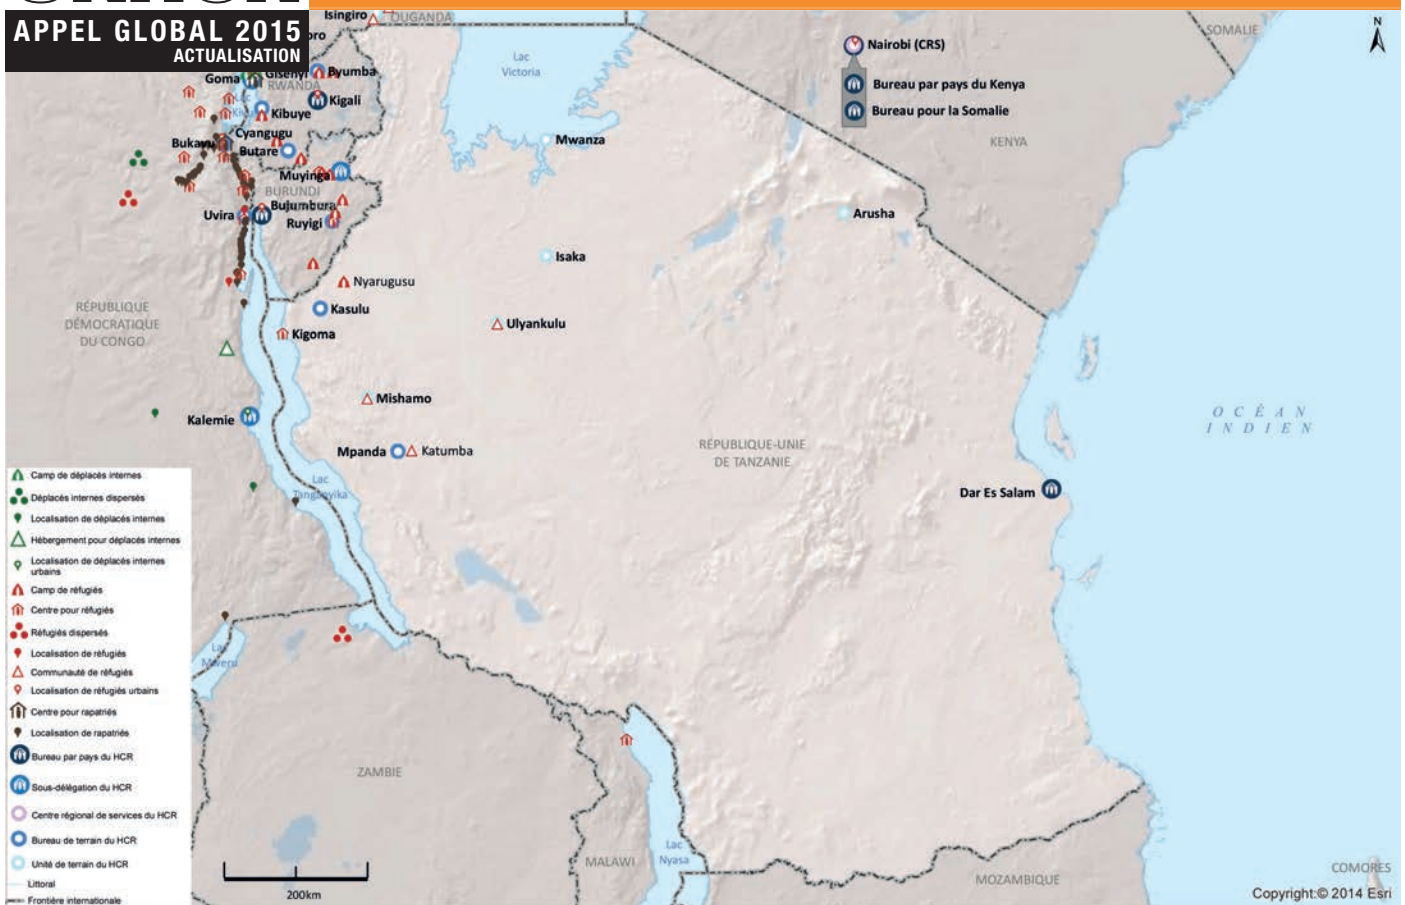 APPEL GLOBAL 2015
ACTUALISATION
Isingiro
OUGANDA
SOMALIE
N
Lac
Victoria
Nairobi (CRS)
Goma
Gisenyi
Byumba
RWANDA
Bureau par pays du Kenya
Kigali
Kibuye
Bureau pour la Somalie
Cyangugu
Bukavu
Butare
Mwanza
KENYA
Muyinga
BURUNDI
Bujumbura
Uvira
Ruyigi
Arusha
Isaka
Nyarugusu
RÉPUBLIQUE
DÉMOCRATIQUE
DU CONGO
Kasulu
Kigoma
Ulyankulu
Mishamo
Kalemie
OCÉAN
INDIEN
RÉPUBLIQUE-UNIE
DE TANZANIE
Mpanda
Katumba
Lac
Tanganyika
Dar Es Salam
Camp de déplacés internes
Déplacés internes dispersés
Localisation de déplacés internes
Hébergement pour déplacés internes
Localisation de déplacés internes
urbains
Camp de réfugiés
Centre pour réfugiés
Réfugiés dispersés
Localisation de réfugiés
Communauté de réfugiés
Localisation de réfugiés urbains
Centre pour rapatriés
Localisation de rapatriés
Bureau par pays du HCR
Sous-délégation du HCR
Centre régional de services du HCR
Bureau de terrain du HCR
Unité de terrain du HCR
Littoral
Frontière internationale
Lac
Mweru
ZAMBIE
200km
MALAWI
Lac
Nyasa
MOZAMBIQUE
COMORES
Copyright:© 2014 Esri